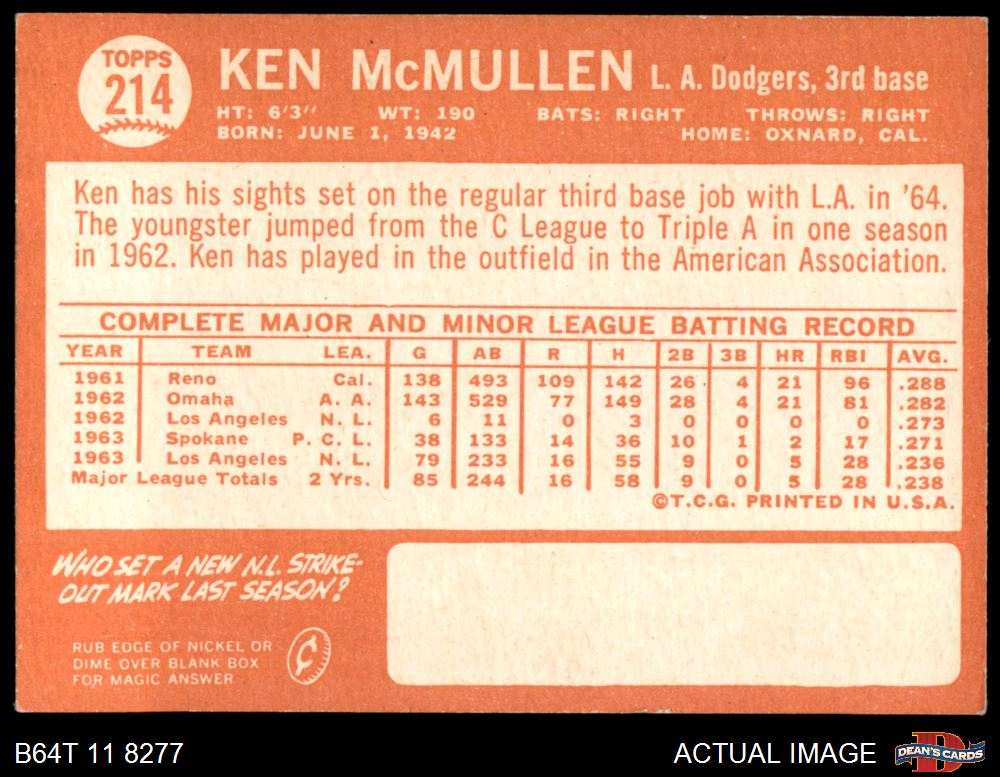 TOPPS
214
KEN McMULLEN L. A. Dodgers, 3rd base
HT: 6'3" WT: 190 BATS: RIGHT THROWS: RIGHT
BORN: JUNE 1, 1942 HOME: OXNARD, CAL.
Ken has his sights set on the regular third base job with L.A. in '64.
The youngster jumped from the C League to Triple A in one season
in 1962. Ken has played in the outfield in the American Association.
COMPLETE MAJOR AND MINOR LEAGUE BATTING RECORD
YEAR TEAM LEA. G AB R H 2B 3B HR RBI AVG.
1961 Reno Cal. 138 493 109 142 26 4 21 96 .288
1962 Omaha A. A. 143 529 77 149 28 4 21 81 .282
1962 Los Angeles N. L. 6 11 0 3 0 0 0 0 .273
1963 Spokane P. C. L. 38 133 14 36 10 1 2 17 .271
1963 Los Angeles N. L. 79 233 16 55 9 0 5 28 .236
Major League Totals 2 Yrs. 85 244 16 58 9 0 5 28 .238
©T.C.G. PRINTED IN U.S.A.
WHO SET A NEW N.L. STRIKE-
OUT MARK LAST SEASON?
RUB EDGE OF NICKEL OR
DIME OVER BLANK BOX
FOR MAGIC ANSWER
¢
B64T 11 8277 ACTUAL IMAGE
DEAN'S CARDS